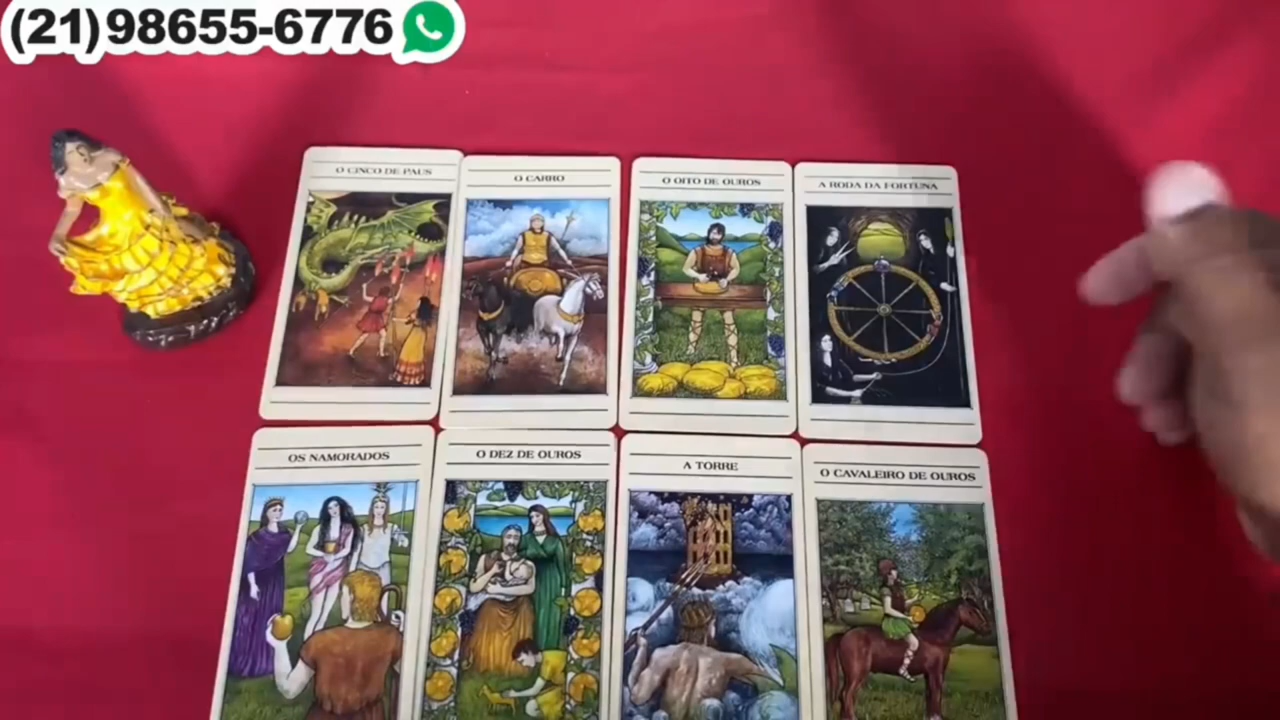 (21)98655-6776
O CINCO DE PAUS
O CARRO
O OITO DE OUROS
A RODA DA FORTUNA
OS NAMORADOS
O DEZ DE OUROS
A TORRE
O CAVALEIRO DE OUROS